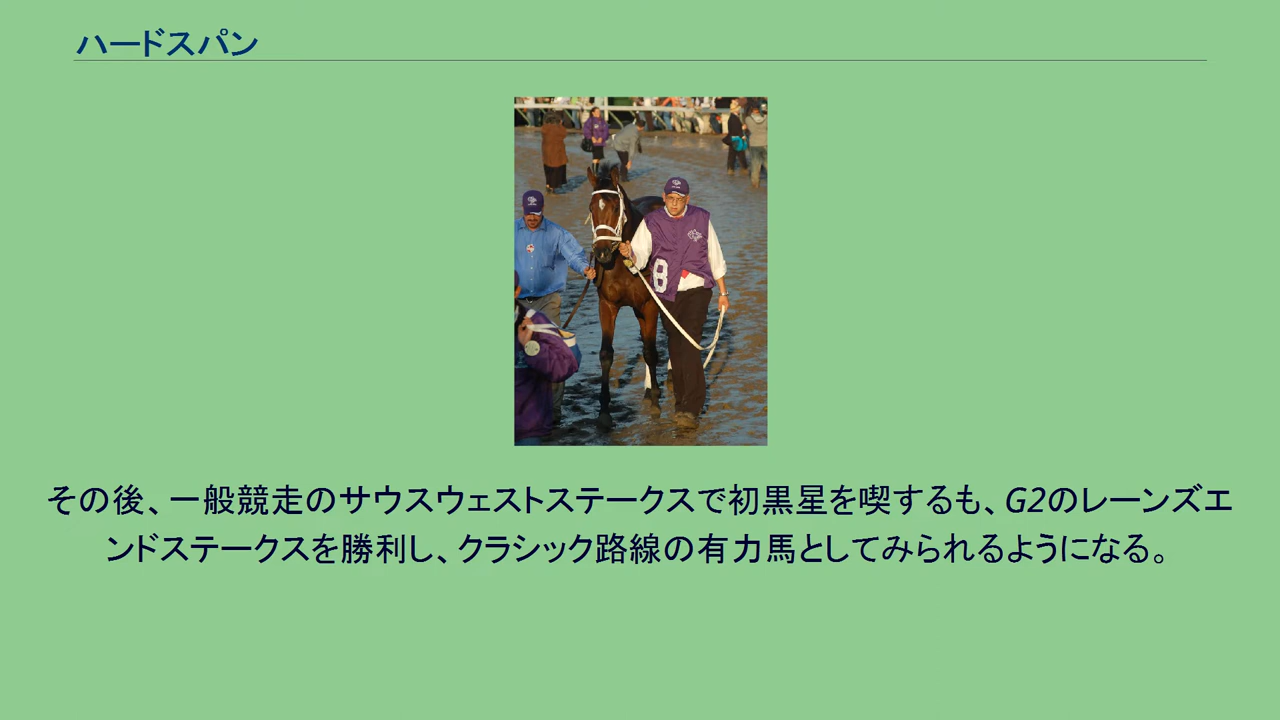 ハードスパン
8
その後、一般競走のサウスウェストステークスで初黒星を喫するも、G2のレーンズエ
ンドステークスを勝利し、クラシック路線の有力馬としてみられるようになる。